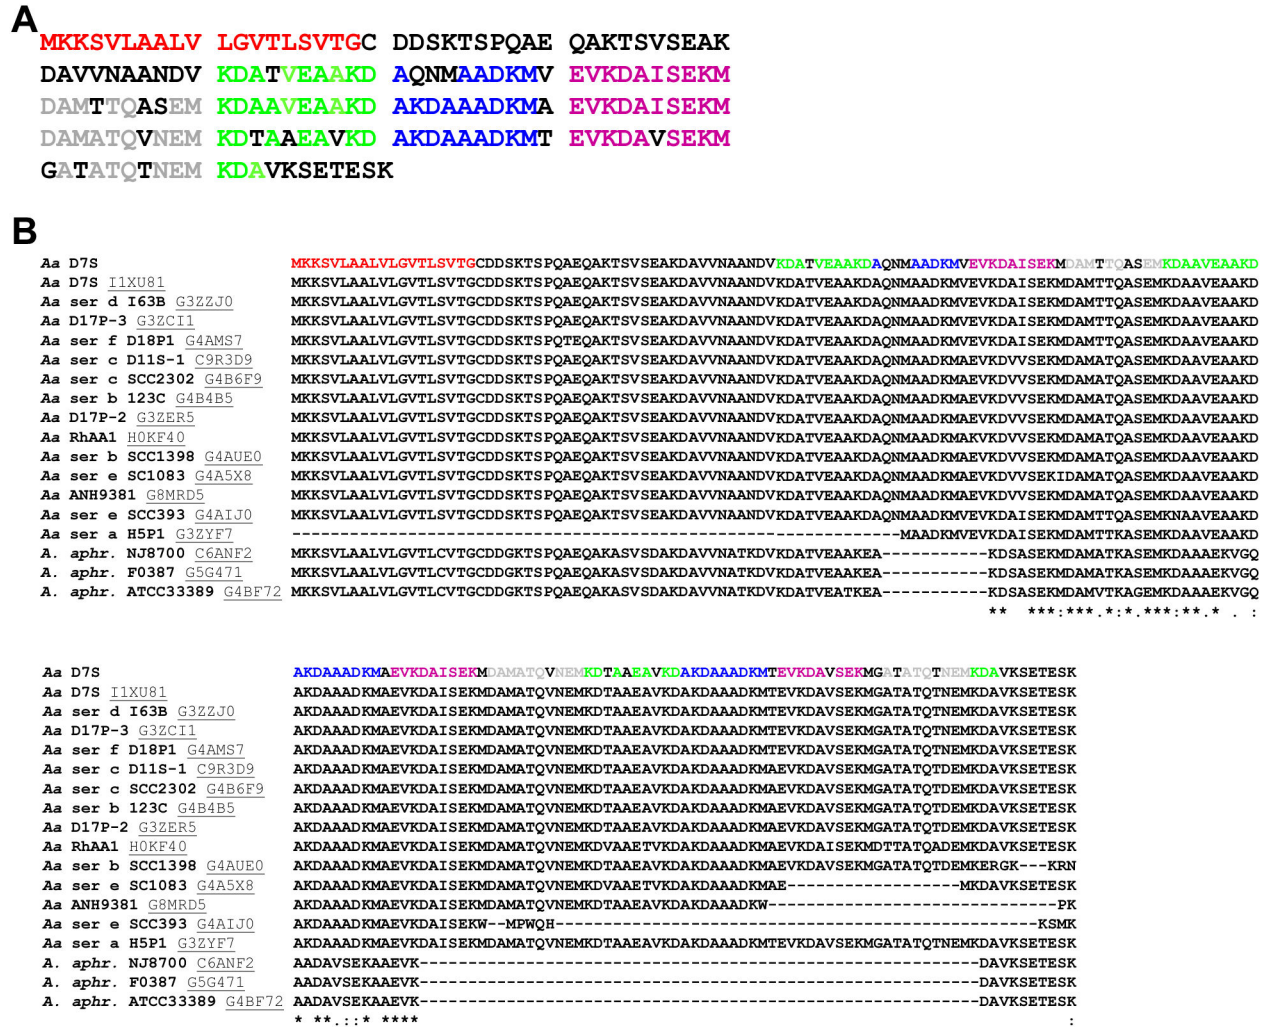 A
MKKSVLAALV LGVTLSVTGC DDSKTSPQAE QAKTSVSEAK
DAVVNAANDV KDATVEAAKD AQNMAADKMV EVKDAISEKM
DAMTTQASEM KDAAVEAAKD AKDAAADKMA EVKDAISEKM
DAMATQVNEM KDTAAEAVKD AKDAAADKMT EVKDAVSEKM
GATATQTNEM KDAVKSETESK
B
Aa D7S MKKSVLAALVLGVTLSVTGCDDSKTSPQAEQAKTSVSEAKDAVVNAANDVKDATVEAAKDAQNMAADKMVEVKDAISEKMDAMTTQASEMKDAAVEAAKD
Aa D7S I1XU81 MKKSVLAALVLGVTLSVTGCDDSKTSPQAEQAKTSVSEAKDAVVNAANDVKDATVEAAKDAQNMAADKMVEVKDAISEKMDAMTTQASEMKDAAVEAAKD
Aa ser d I63B G3ZZJ0 MKKSVLAALVLGVTLSVTGCDDSKTSPQAEQAKTSVSEAKDAVVNAANDVKDATVEAAKDAQNMAADKMVEVKDAISEKMDAMTTQASEMKDAAVEAAKD
Aa D17P-3 G3ZCI1 MKKSVLAALVLGVTLSVTGCDDSKTSPQAEQAKTSVSEAKDAVVNAANDVKDATVEAAKDAQNMAADKMVEVKDAISEKMDAMTTQASEMKDAAVEAAKD
Aa ser f D18P1 G4AMS7 MKKSVLAALVLGVTLSVTGCDDSKTSPQTEQAKTSVSEAKDAVVNAANDVKDATVEAAKDAQNMAADKMVEVKDAISEKMDAMTTQASEMKDAAVEAAKD
Aa ser c D11S-1 C9R3D9 MKKSVLAALVLGVTLSVTGCDDSKTSPQAEQAKTSVSEAKDAVVNAANDVKDATVEAAKDAQNMAADKMAEVKDVVSEKMDAMATQASEMKDAAVEAAKD
Aa ser c SCC2302 G4B6F9 MKKSVLAALVLGVTLSVTGCDDSKTSPQAEQAKTSVSEAKDAVVNAANDVKDATVEAAKDAQNMAADKMAEVKDVVSEKMDAMATQASEMKDAAVEAAKD
Aa ser b 123C G4B4B5 MKKSVLAALVLGVTLSVTGCDDSKTSPQAEQAKTSVSEAKDAVVNAANDVKDATVEAAKDAQNMAADKMAEVKDVVSEKMDAMATQASEMKDAAVEAAKD
Aa D17P-2 G3ZER5 MKKSVLAALVLGVTLSVTGCDDSKTSPQAEQAKTSVSEAKDAVVNAANDVKDATVEAAKDAQNMAADKMAEVKDVVSEKMDAMATQASEMKDAAVEAAKD
Aa RhAA1 H0KF40 MKKSVLAALVLGVTLSVTGCDDSKTSPQAEQAKTSVSEAKDAVVNAANDVKDATVEAAKDAQNMAADKMAKVKDVVSEKMDAMATQASEMKDAAVEAAKD
Aa ser b SCC1398 G4AUE0 MKKSVLAALVLGVTLSVTGCDDSKTSPQAEQAKTSVSEAKDAVVNAANDVKDATVEAAKDAQNMAADKMAEVKDVVSEKMDAMATQASEMKDAAVEAAKD
Aa ser e SC1083 G4A5X8 MKKSVLAALVLGVTLSVTGCDDSKTSPQAEQAKTSVSEAKDAVVNAANDVKDATVEAAKDAQNMAADKMAEVKDVVSEKIDAMATQASEMKDAAVEAAKD
Aa ANH9381 G8MRD5 MKKSVLAALVLGVTLSVTGCDDSKTSPQAEQAKTSVSEAKDAVVNAANDVKDATVEAAKDAQNMAADKMAEVKDVVSEKMDAMATQASEMKDAAVEAAKD
Aa ser e SCC393 G4AIJ0 MKKSVLAALVLGVTLSVTGCDDSKTSPQAEQAKTSVSEAKDAVVNAANDVKDATVEAAKDAQNMAADKMAEVKDVVSEKMDAMATQASEMKDAAVEAAKD
Aa ser a H5P1 G3ZYF7 ---------------------------------------------------------------MAADKMVEVKDAISEKMDAMTTQASEMKDAAVEAAKD
A. aphr. NJ8700 C6ANF2 MKKSVLAALVLGVTLSVTGCDDGKTSPQAEQAKASVSDAKDAVVNATKDVKDATVEAAKEA-----------KDSASEKMDAMATKASEMKDAAAEKVGQ
A. aphr. F0387 G5G471 MKKSVLAALVLGVTLCVTGCDDGKTSPQAEQAKASVSDAKDAVVNATKDVKDATVEAAKEA-----------KDSASEKMDAMATKAGEMKDAAAEKVGQ
A. aphr. ATCC33389 G4BF72 MKKSVLAALVLGVTLCVTGCDDGKTSPQAEQAKASVSDAKDAVVNATKDVKDATVEATKEA-----------KDSASEKMDAMVTKAGEMKDAAAEKVGQ
** ***:***.*:*.***:**.* . :
Aa D7S AKDAAADKMAEVKDAISEKMDAMATQVNEMKDTAAEAVKDAKDAAADKMTEVKDAVSEKMGATATQTNEMKDAVKSETESK
Aa D7S I1XU81 AKDAAADKMAEVKDAISEKMDAMATQVNEMKDTAAEAVKDAKDAAADKMTEVKDAVSEKMGATATQTNEMKDAVKSETESK
Aa ser d I63B G3ZZJ0 AKDAAADKMAEVKDAISEKMDAMATQVNEMKDTAAEAVKDAKDAAADKMTEVKDAVSEKMGATATQTNEMKDAVKSETESK
Aa D17P-3 G3ZCI1 AKDAAADKMAEVKDAISEKMDAMATQVNEMKDTAAEAVKDAKDAAADKMTEVKDAVSEKMGATATQTNEMKDAVKSETESK
Aa ser f D18P1 G4AMS7 AKDAAADKMAEVKDAISEKMDAMATQVNEMKDTAAEAVKDAKDAAADKMTEVKDAVSEKMGATATQTNEMKDAVKSETESK
Aa ser c D11S-1 C9R3D9 AKDAAADKMAEVKDAISEKMDAMATQVNEMKDTAAEAVKDAKDAAADKMAEVKDAVSEKMGATATQTDEMKDAVKSETESK
Aa ser c SCC2302 G4B6F9 AKDAAADKMAEVKDAISEKMDAMATQVNEMKDTAAEAVKDAKDAAADKMAEVKDAVSEKMGATATQTDEMKDAVKSETESK
Aa ser b 123C G4B4B5 AKDAAADKMAEVKDAISEKMDAMATQVNEMKDTAAEAVKDAKDAAADKMAEVKDAVSEKMGATATQTDEMKDAVKSETESK
Aa D17P-2 G3ZER5 AKDAAADKMAEVKDAISEKMDAMATQVNEMKDTAAEAVKDAKDAAADKMAEVKDAVSEKMGATATQTDEMKDAVKSETESK
Aa RhAA1 H0KF40 AKDAAADKMAEVKDAISEKMDAMATQVNEMKDVAAETVKDAKDAAADKMAEVKDAISEKMDTTATQADEMKDAVKSETESK
Aa ser b SCC1398 G4AUE0 AKDAAADKMAEVKDAISEKMDAMATQVNEMKDTAAEAVKDAKDAAADKMAEVKDAVSEKMGATATQTDEMKERGK---KRN
Aa ser e SC1083 G4A5X8 AKDAAADKMAEVKDAISEKMDAMATQVNEMKDVAAETVKDAKDAAADKMAE------------------MKDAVKSETESK
Aa ANH9381 G8MRD5 AKDAAADKMAEVKDAISEKMDAMATQVNEMKDTAAEAVKDAKDAAADKW------------------------------PK
Aa ser e SCC393 G4AIJ0 AKDAAADKMAEVKDAISEKW--MPWQH--------------------------------------------------KSMK
Aa ser a H5P1 G3ZYF7 AKDAAADKMAEVKDAISEKMDAMATQVNEMKDTAAEAVKDAKDAAADKMTEVKDAVSEKMGATATQTNEMKDAVKSETESK
A. aphr. NJ8700 C6ANF2 AADAVSEKAAEVK----------------------------------------------------------DAVKSETESK
A. aphr. F0387 G5G471 AADAVSEKAAEVK----------------------------------------------------------DAVKSETESK
A. aphr. ATCC33389 G4BF72 AADAVSEKAAEVK----------------------------------------------------------DAVKSETESK
* **.::* **** :